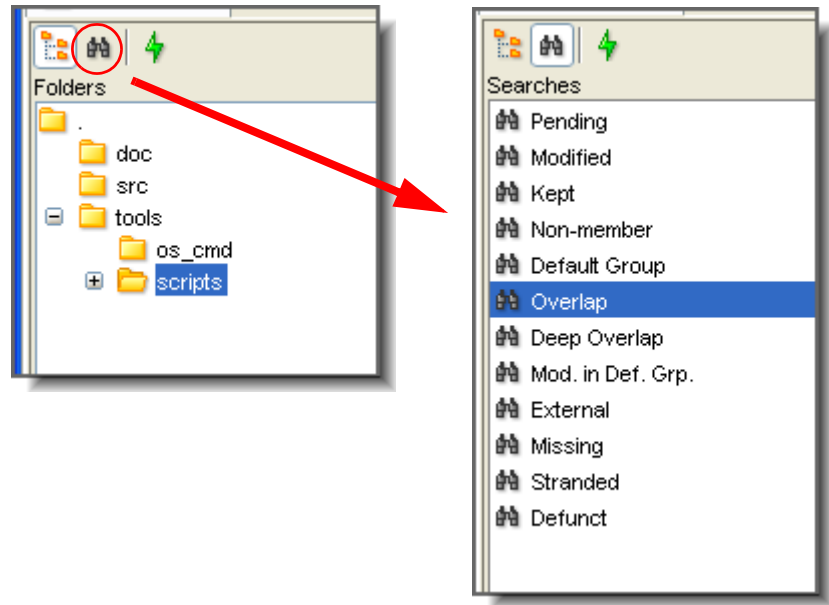 Folders
.
doc
src
tools
os_cmd
scripts
Searches
Pending
Modified
Kept
Non-member
Default Group
Overlap
Deep Overlap
Mod. in Def. Grp.
External
Missing
Stranded
Defunct